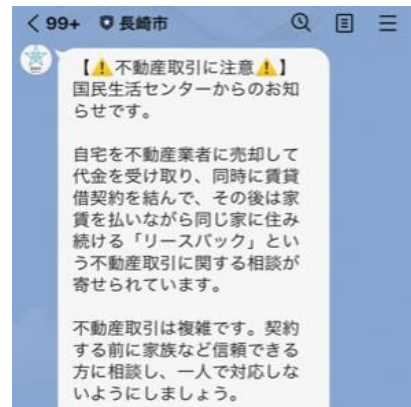 99+ 長崎市
【⚠不動産取引に注意⚠】
国民生活センターからのお知
らせです。
自宅を不動産業者に売却して
代金を受け取り、同時に賃貸
借契約を結んで、その後は家
賃を払いながら同じ家に住み
続ける「リースバック」とい
う不動産取引に関する相談が
寄せられています。
不動産取引は複雑です。契約
する前に家族など信頼できる
方に相談し、一人で対応しな
いようにしましょう。